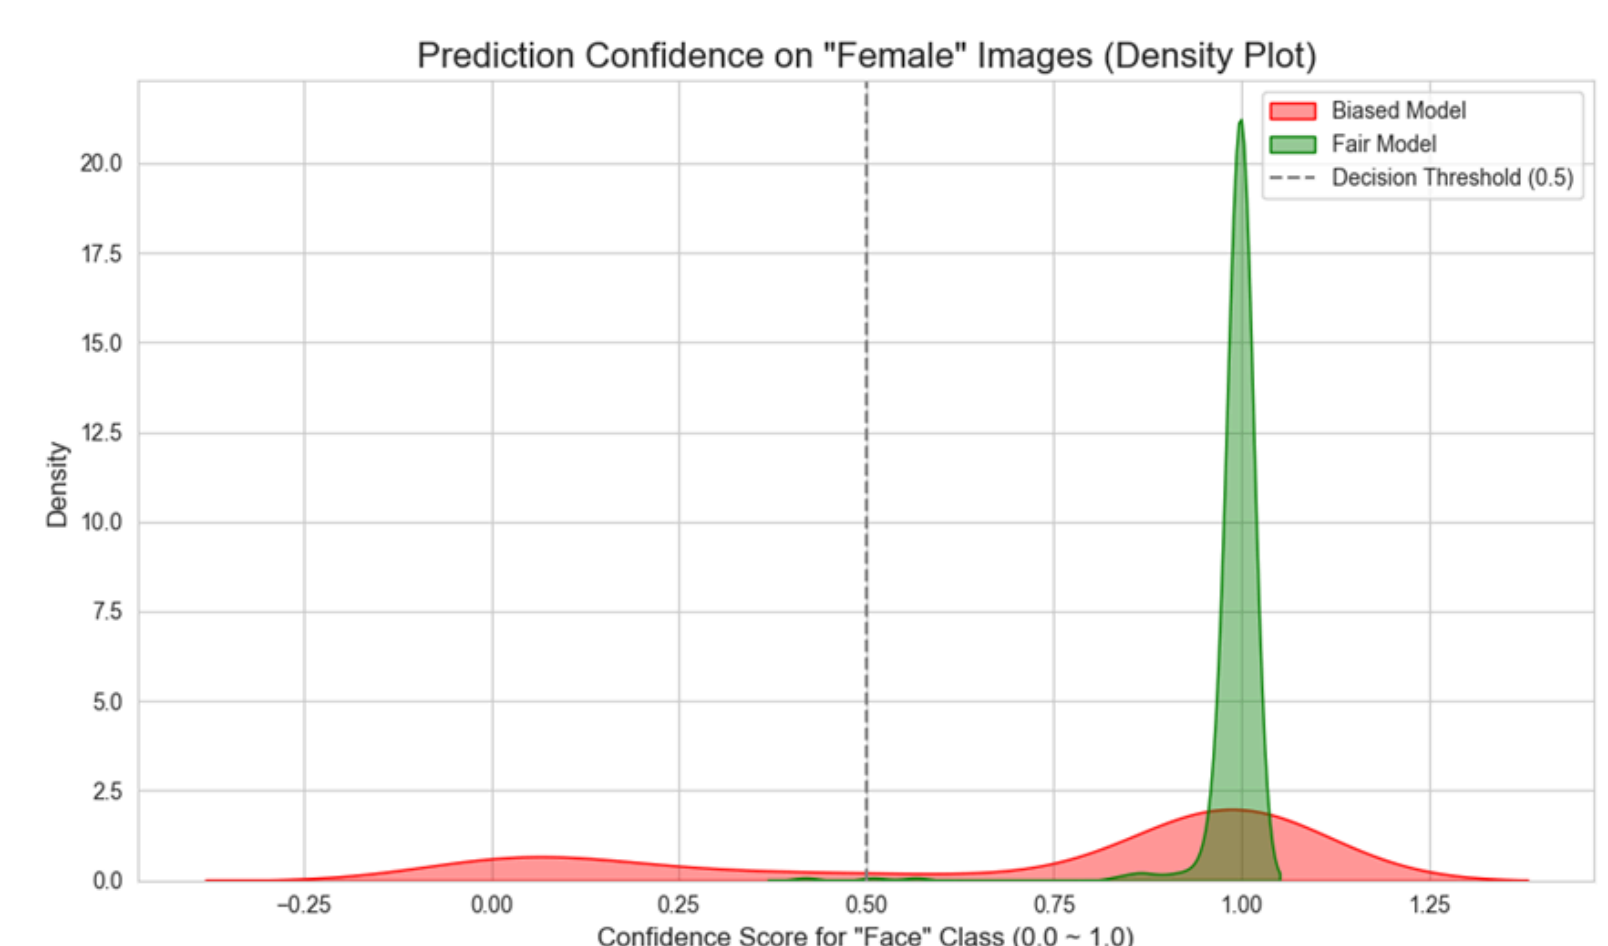 Prediction Confidence on "Female" Images (Density Plot)
Biased Model
Fair Model
Decision Threshold (0.5)
Density
20.0
17.5
15.0
12.5
10.0
7.5
5.0
2.5
0.0
−0.25 0.00 0.25 0.50 0.75 1.00 1.25
Confidence Score for "Face" Class (0.0 ~ 1.0)